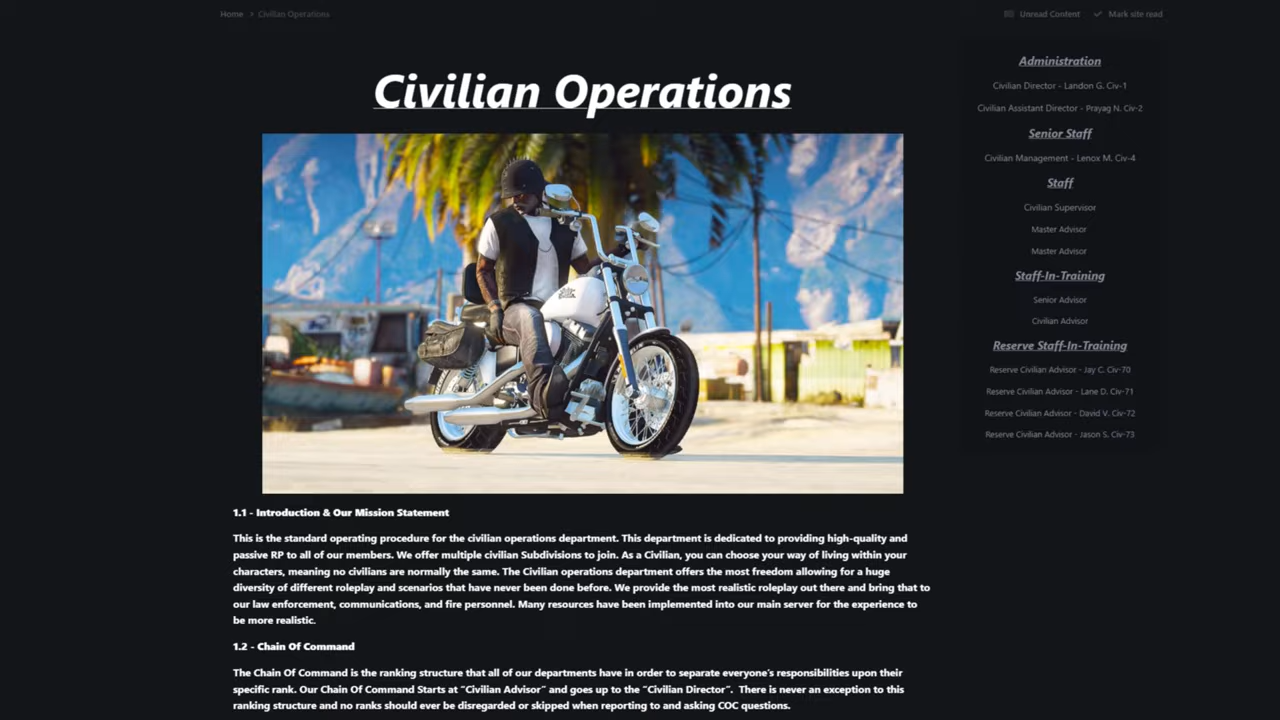 Home > Civilian Operations
Unread Content
Mark site read
Civilian Operations
Administration
Civilian Director - Landon G. Civ-1
Civilian Assistant Director - Prayag N. Civ-2
Senior Staff
Civilian Management - Lenox M. Civ-4
Staff
Civilian Supervisor
Master Advisor
Master Advisor
Staff-In-Training
Senior Advisor
Civilian Advisor
Reserve Staff-In-Training
Reserve Civilian Advisor - Jay C. Civ-70
Reserve Civilian Advisor - Lane D. Civ-71
Reserve Civilian Advisor - David V. Civ-72
Reserve Civilian Advisor - Jason S. Civ-73
1.1 - Introduction & Our Mission Statement
This is the standard operating procedure for the civilian operations department. This department is dedicated to providing high-quality and
passive RP to all of our members. We offer multiple civilian Subdivisions to join. As a Civilian, you can choose your way of living within your
characters, meaning no civilians are normally the same. The Civilian operations department offers the most freedom allowing for a huge
diversity of different roleplay and scenarios that have never been done before. We provide the most realistic roleplay out there and bring that to
our law enforcement, communications, and fire personnel. Many resources have been implemented into our main server for the experience to
be more realistic.
1.2 - Chain Of Command
The Chain Of Command is the ranking structure that all of our departments have in order to separate everyone's responsibilities upon their
specific rank. Our Chain Of Command Starts at "Civilian Advisor" and goes up to the "Civilian Director". There is never an exception to this
ranking structure and no ranks should ever be disregarded or skipped when reporting to and asking COC questions.